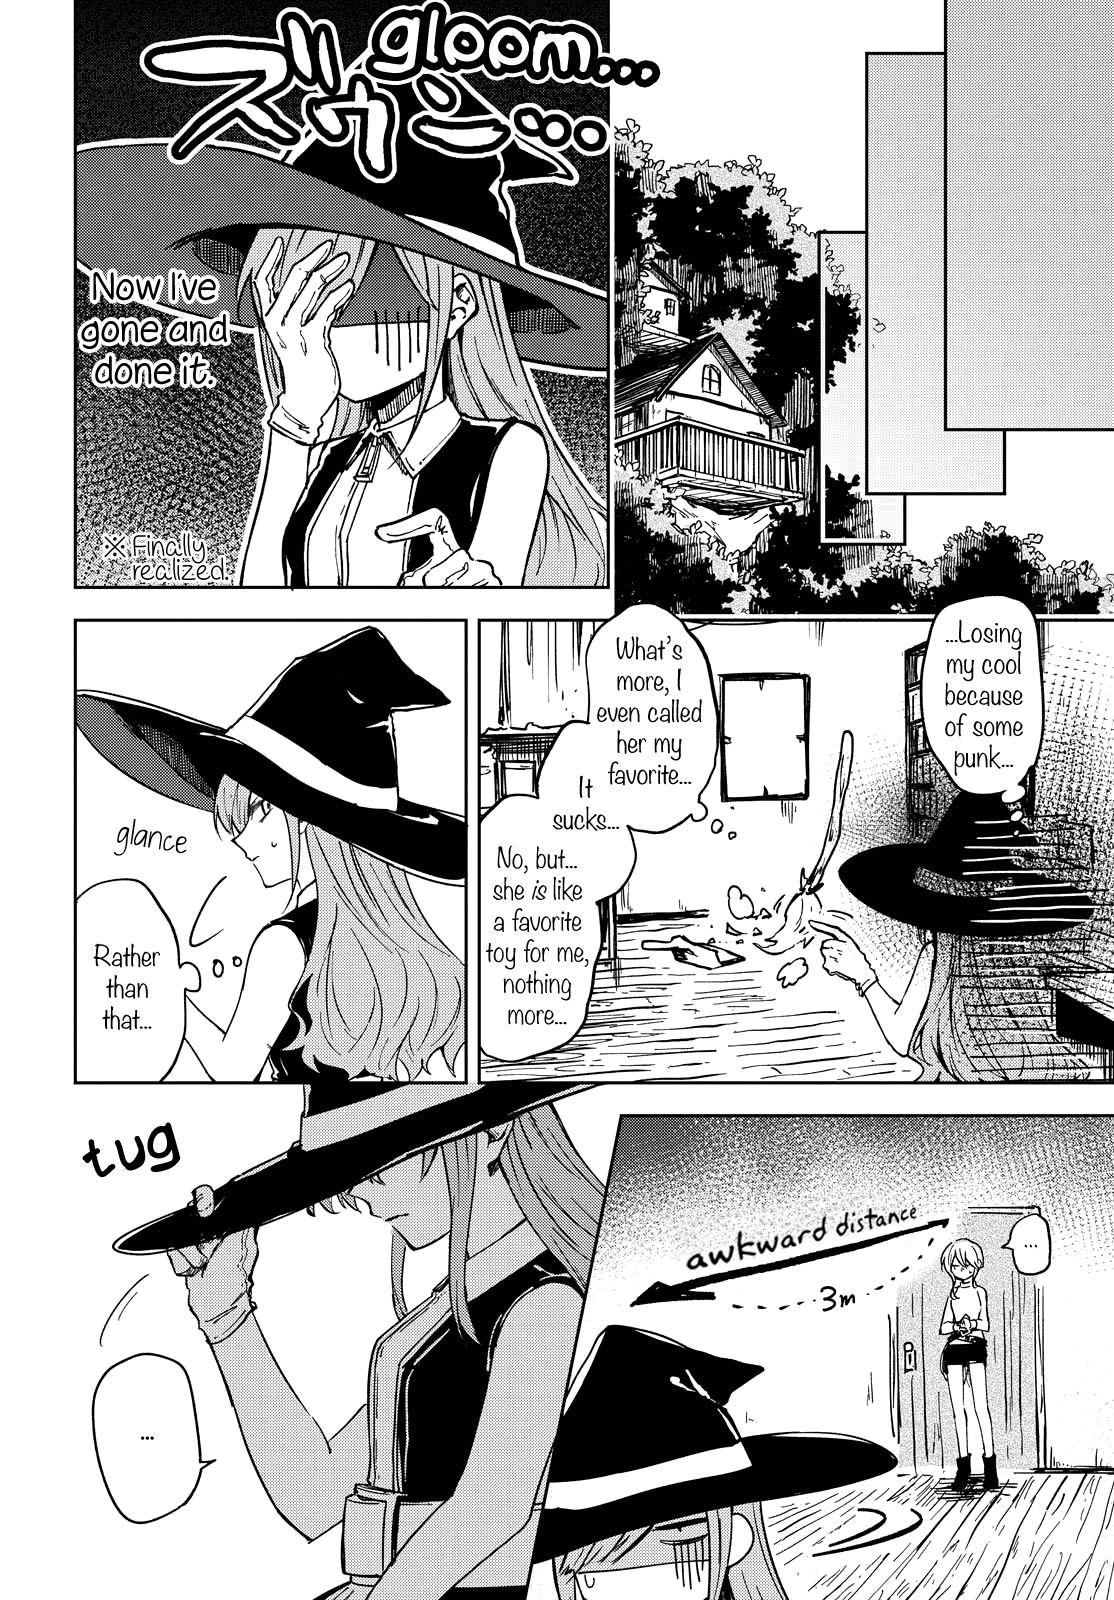 gloom...
ズゥン...
Now I've
gone and
done it.
※Finally
realized.
...Losing
my cool
because
of some
punk...
What's
more, I
even called
her my
favorite...
It
sucks...
No, but...
she is like
a favorite
toy for me,
nothing
more...
glance
Rather
than
that...
...
awkward distance
3m
tug
...